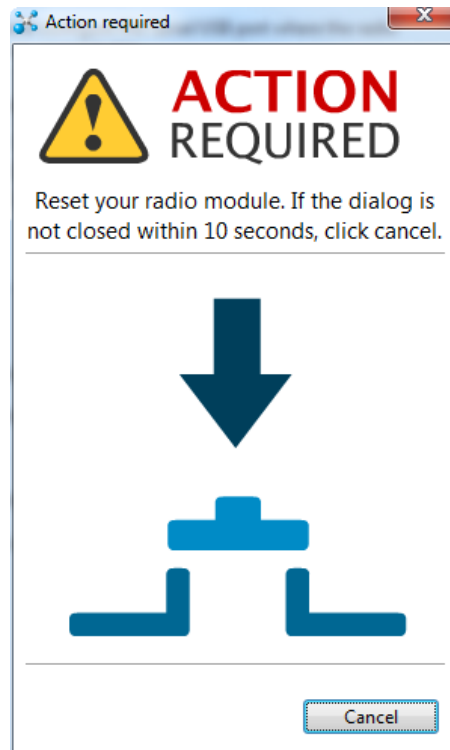 Action required
ACTION
REQUIRED
Reset your radio module. If the dialog is
not closed within 10 seconds, click cancel.
Cancel